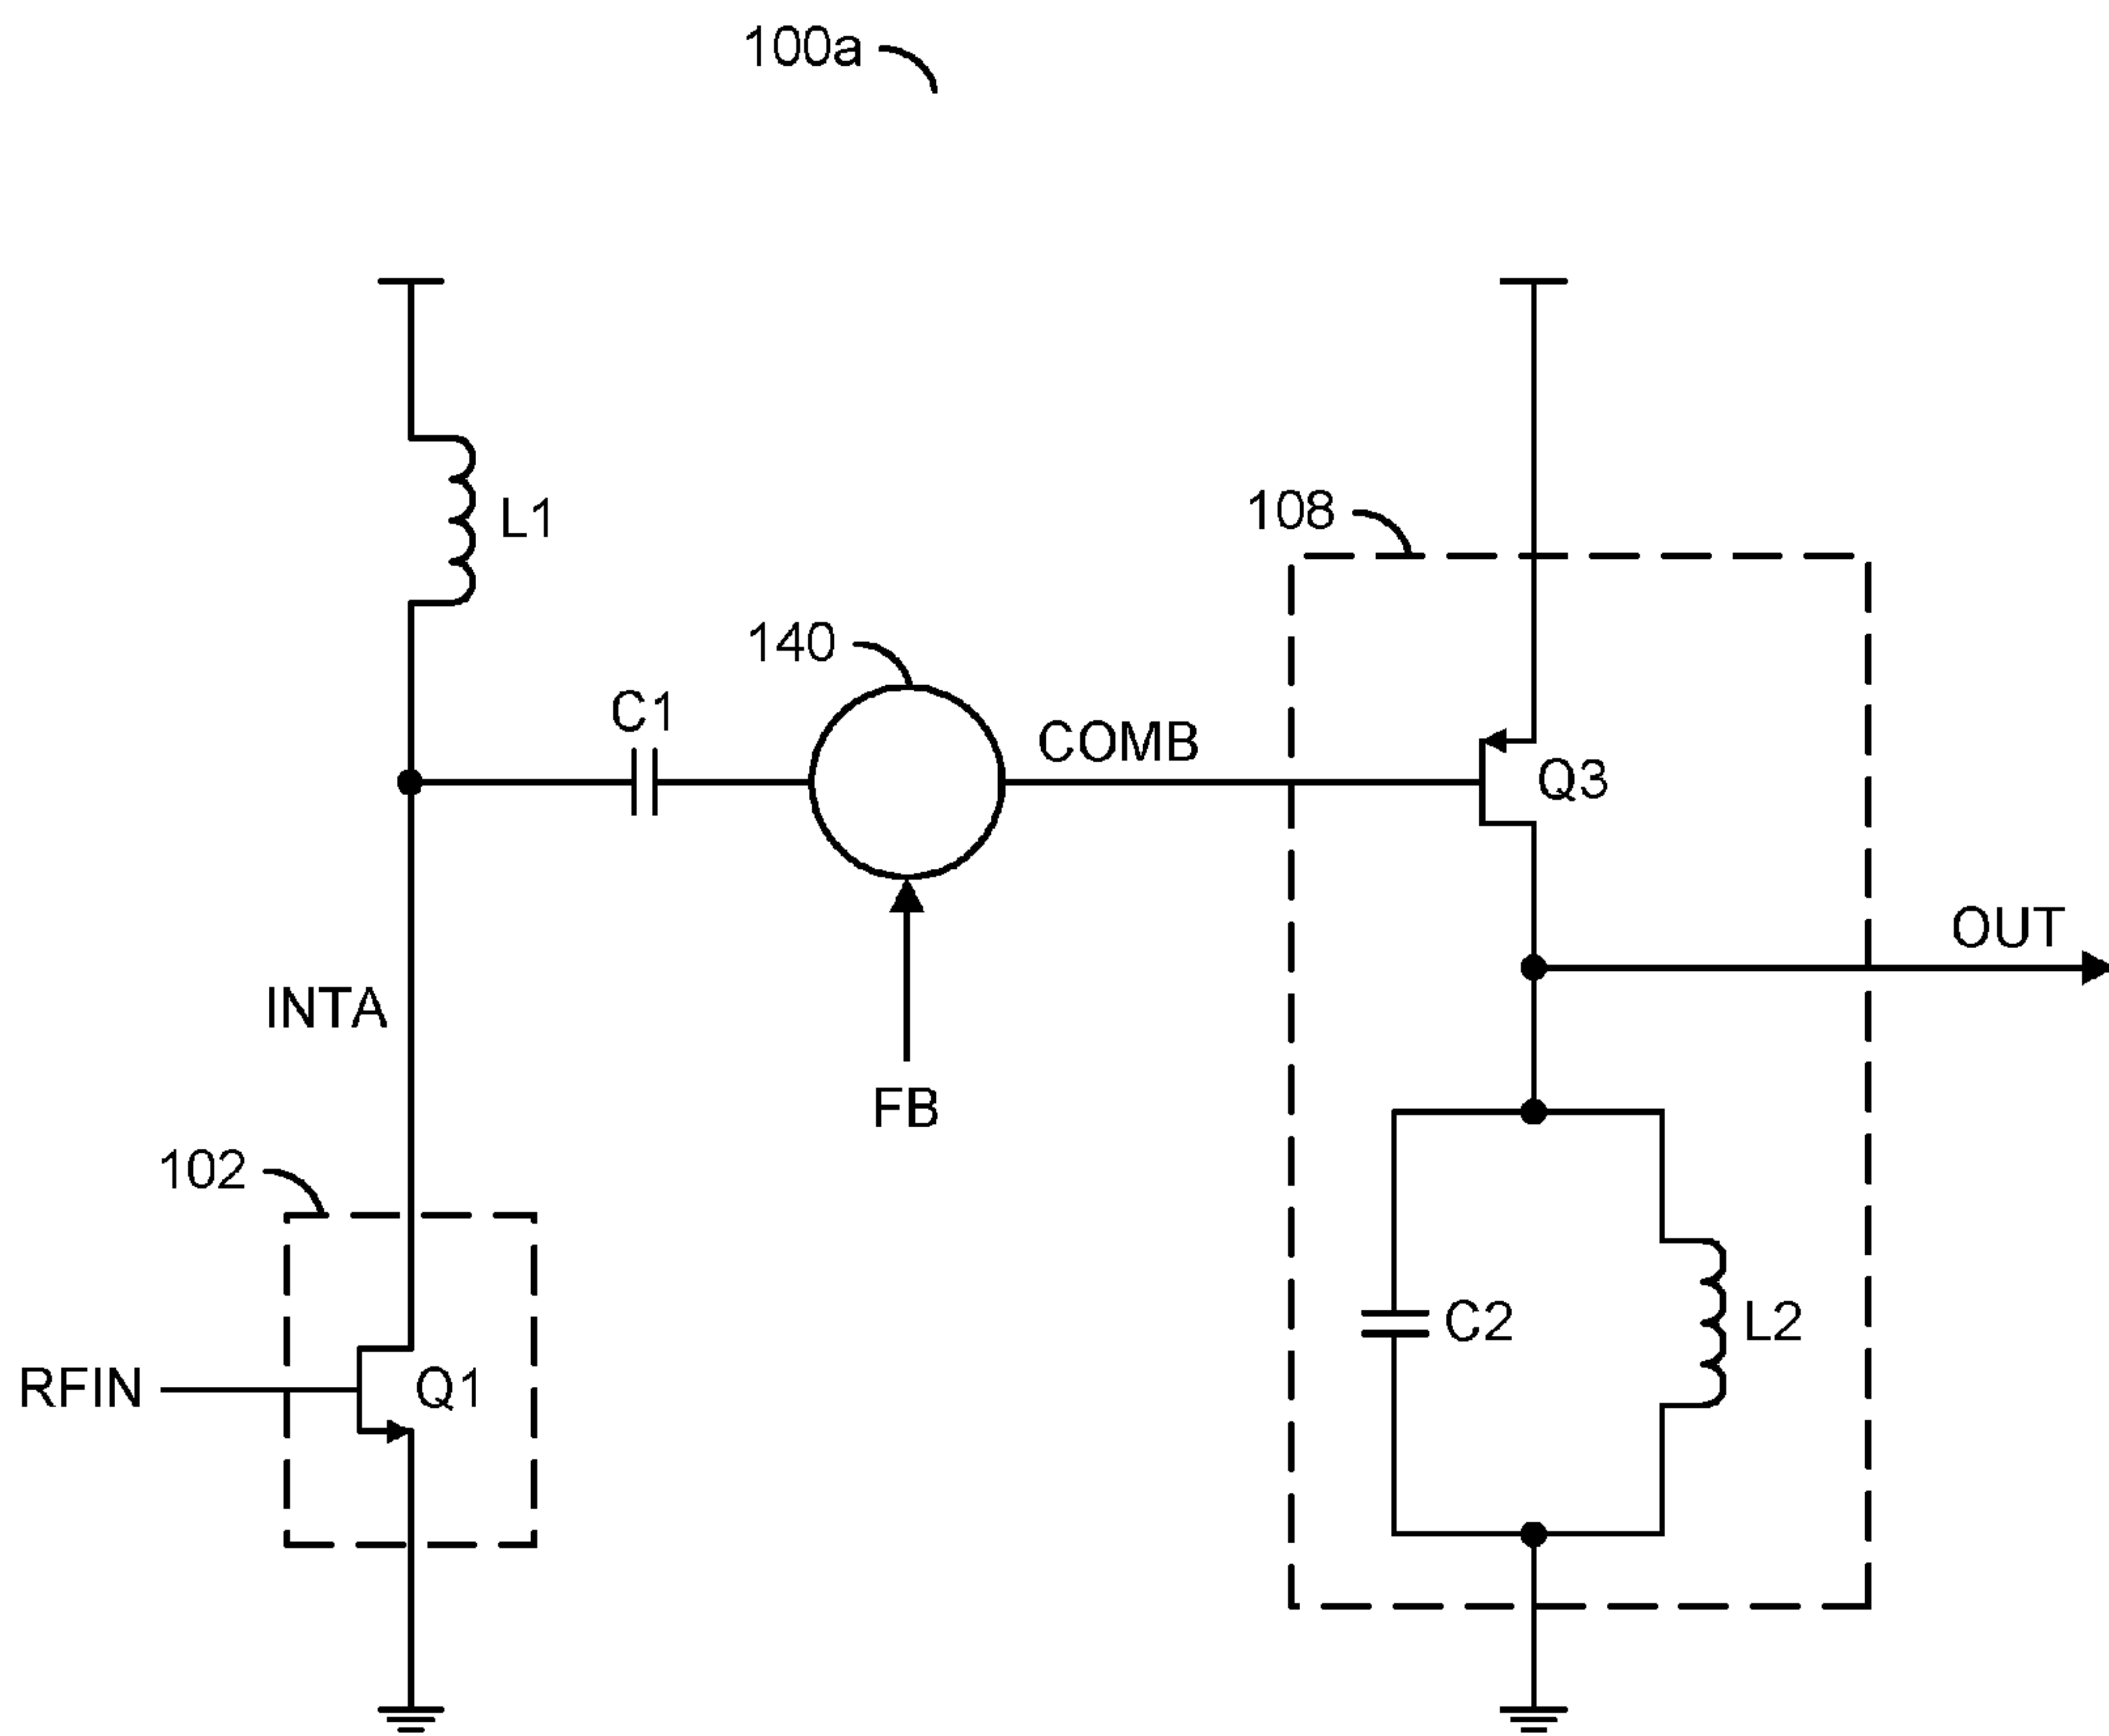 100a
L1
108
140
C1
COMB
Q3
OUT
INTA
FB
102
C2
L2
RFIN
Q1